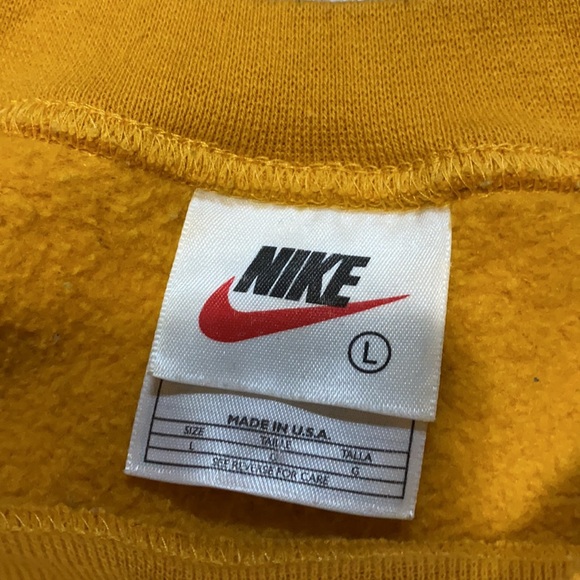 NIKE
L
MADE IN U.S.A.
SIZE TAILLE TALLA
L G G
SEE REVERSE FOR CARE